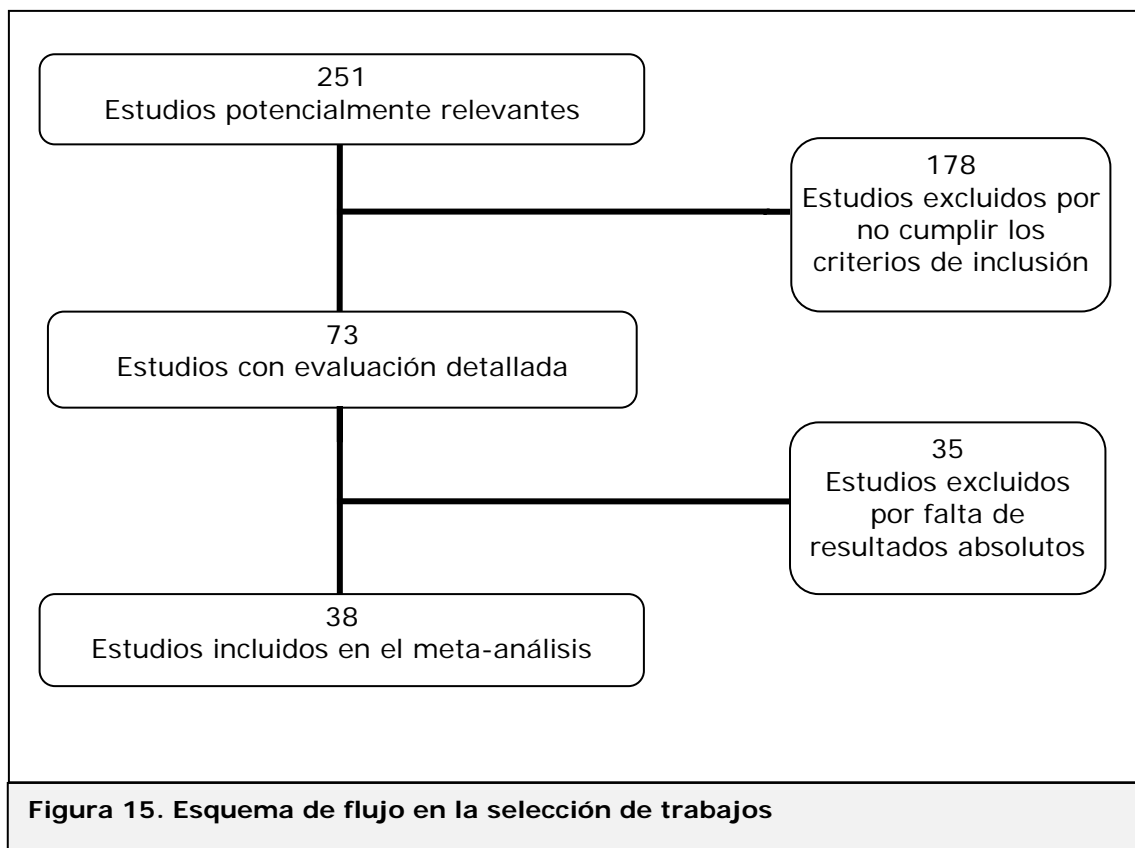 251
Estudios potencialmente relevantes
178
Estudios excluidos por
no cumplir los
criterios de inclusión
73
Estudios con evaluación detallada
35
Estudios excluidos
por falta de
resultados absolutos
38
Estudios incluidos en el meta-análisis
Figura 15. Esquema de flujo en la selección de trabajos